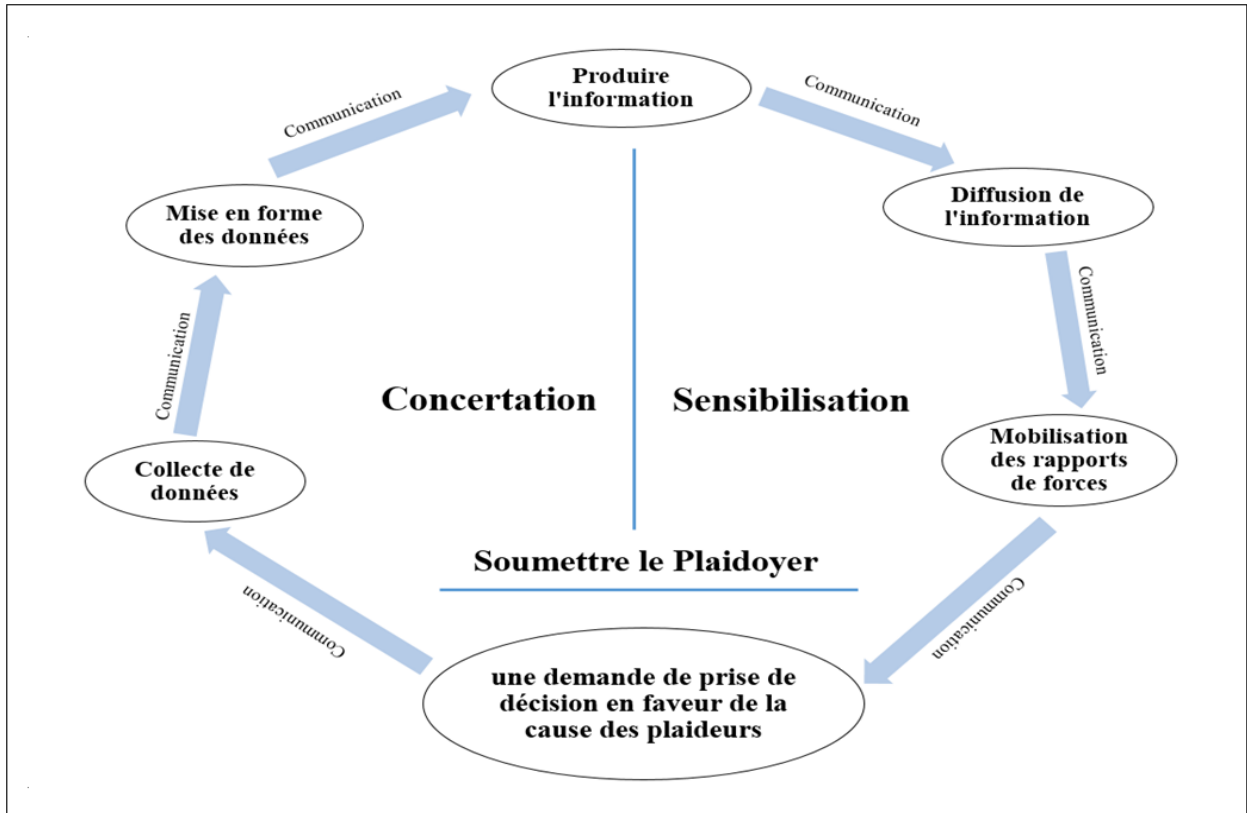 Produire
l'information
Communication
Diffusion de
l'information
Communication
Mobilisation
des rapports
de forces
Communication
une demande de prise de
décision en faveur de la
cause des plaideurs
Communication
Collecte de
données
Communication
Mise en forme
des données
Communication
Concertation
Sensibilisation
Soumettre le Plaidoyer